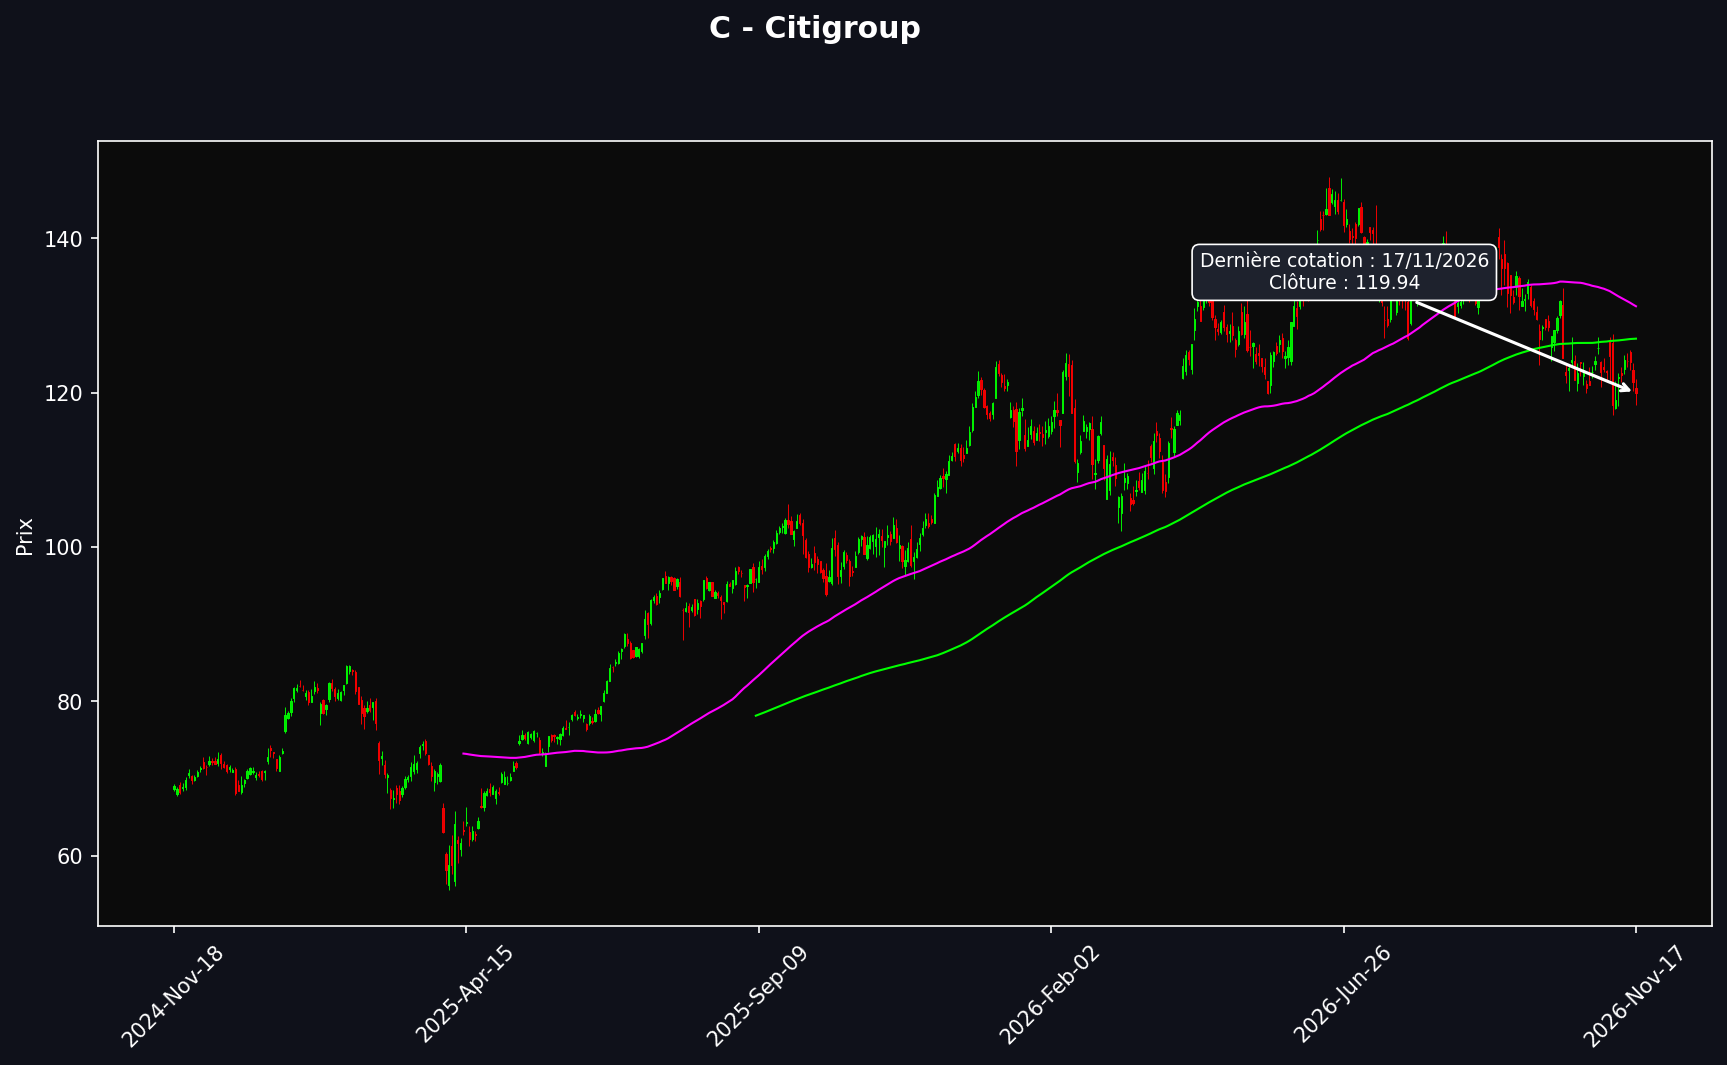 C - Citigroup
140
120
100
80
60
Prix
Dernière cotation : 17/11/2026
Clôture : 119.94
2024-Nov-18
2025-Apr-15
2025-Sep-09
2026-Feb-02
2026-Jun-26
2026-Nov-17